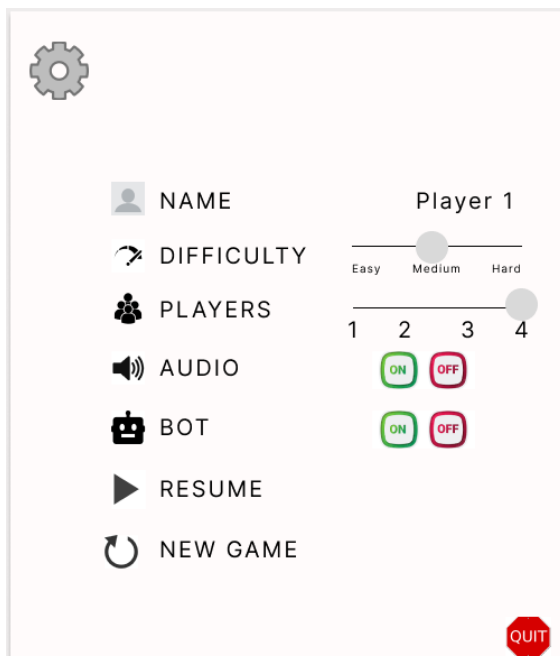 NAME Player 1
DIFFICULTY
Easy Medium Hard
PLAYERS
1 2 3 4
AUDIO ON OFF
BOT ON OFF
RESUME
NEW GAME
QUIT